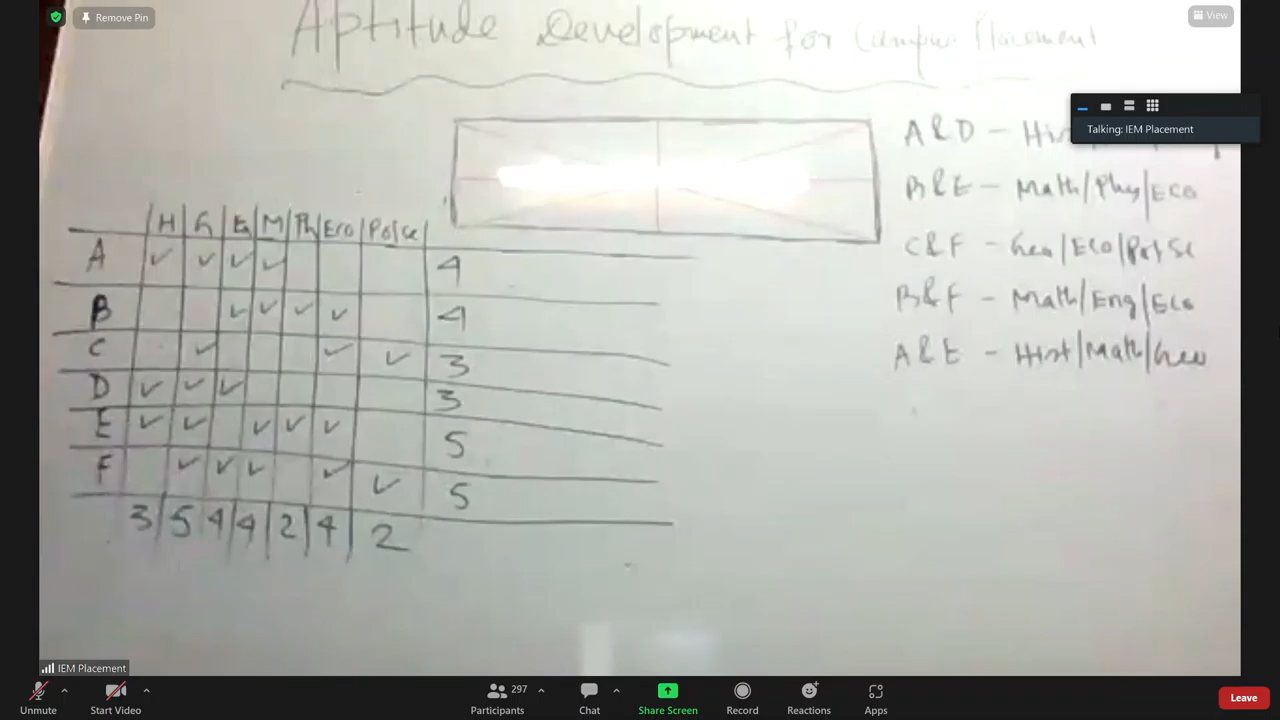 Remove Pin
View
Aptitude Development for Campus Placement
Talking: IEM Placement
A & D - Hist
B & E - Math/Phy/Eco
C & F - Geo/Eco/Pol Sc
B & F - Math/Eng/Eco
A & E - Hist/Math/Geo
H G En M Ph Eco Pol Sc
A ✓ ✓ ✓ ✓ 4
B ✓ ✓ ✓ ✓ 4
C ✓ ✓ ✓ 3
D ✓ ✓ ✓ 3
E ✓ ✓ ✓ ✓ ✓ 5
F ✓ ✓ ✓ ✓ ✓ 5
3 5 4 4 2 4 2
IEM Placement
Unmute
Start Video
297
Participants
Chat
Share Screen
Record
Reactions
Apps
Leave